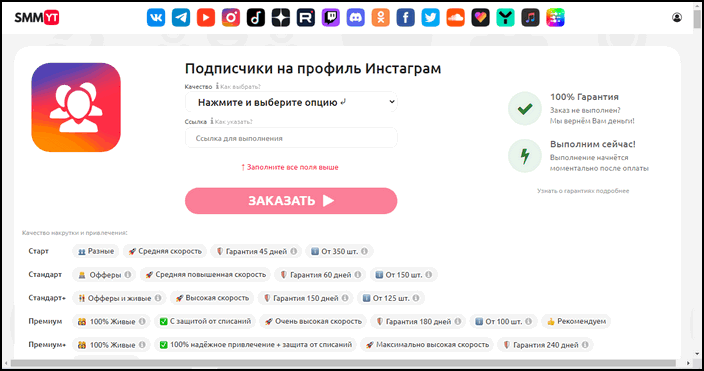 SMM YT
Подписчики на профиль Инстаграм
Качество ℹ Как выбрать?
Нажмите и выберите опцию ⤶
Ссылка ℹ Как указать?
Ссылка для выполнения
↑ Заполните все поля выше
ЗАКАЗАТЬ
100% Гарантия
Заказ не выполнен?
Мы вернём Вам деньги!
Выполним сейчас!
Выполнение начнётся
моментально после оплаты
Узнать о гарантиях подробнее
Качество накрутки и привлечения:
Старт Разные Средняя скорость Гарантия 45 дней От 350 шт.
Стандарт Офферы Средняя повышенная скорость Гарантия 60 дней От 150 шт.
Стандарт+ Офферы и живые Высокая скорость Гарантия 150 дней От 125 шт.
Премиум 100% Живые С защитой от списаний Очень высокая скорость Гарантия 180 дней От 100 шт. Рекомендуем
Премиум+ 100% Живые 100% надёжное привлечение + защита от списаний Максимально высокая скорость Гарантия 240 дней